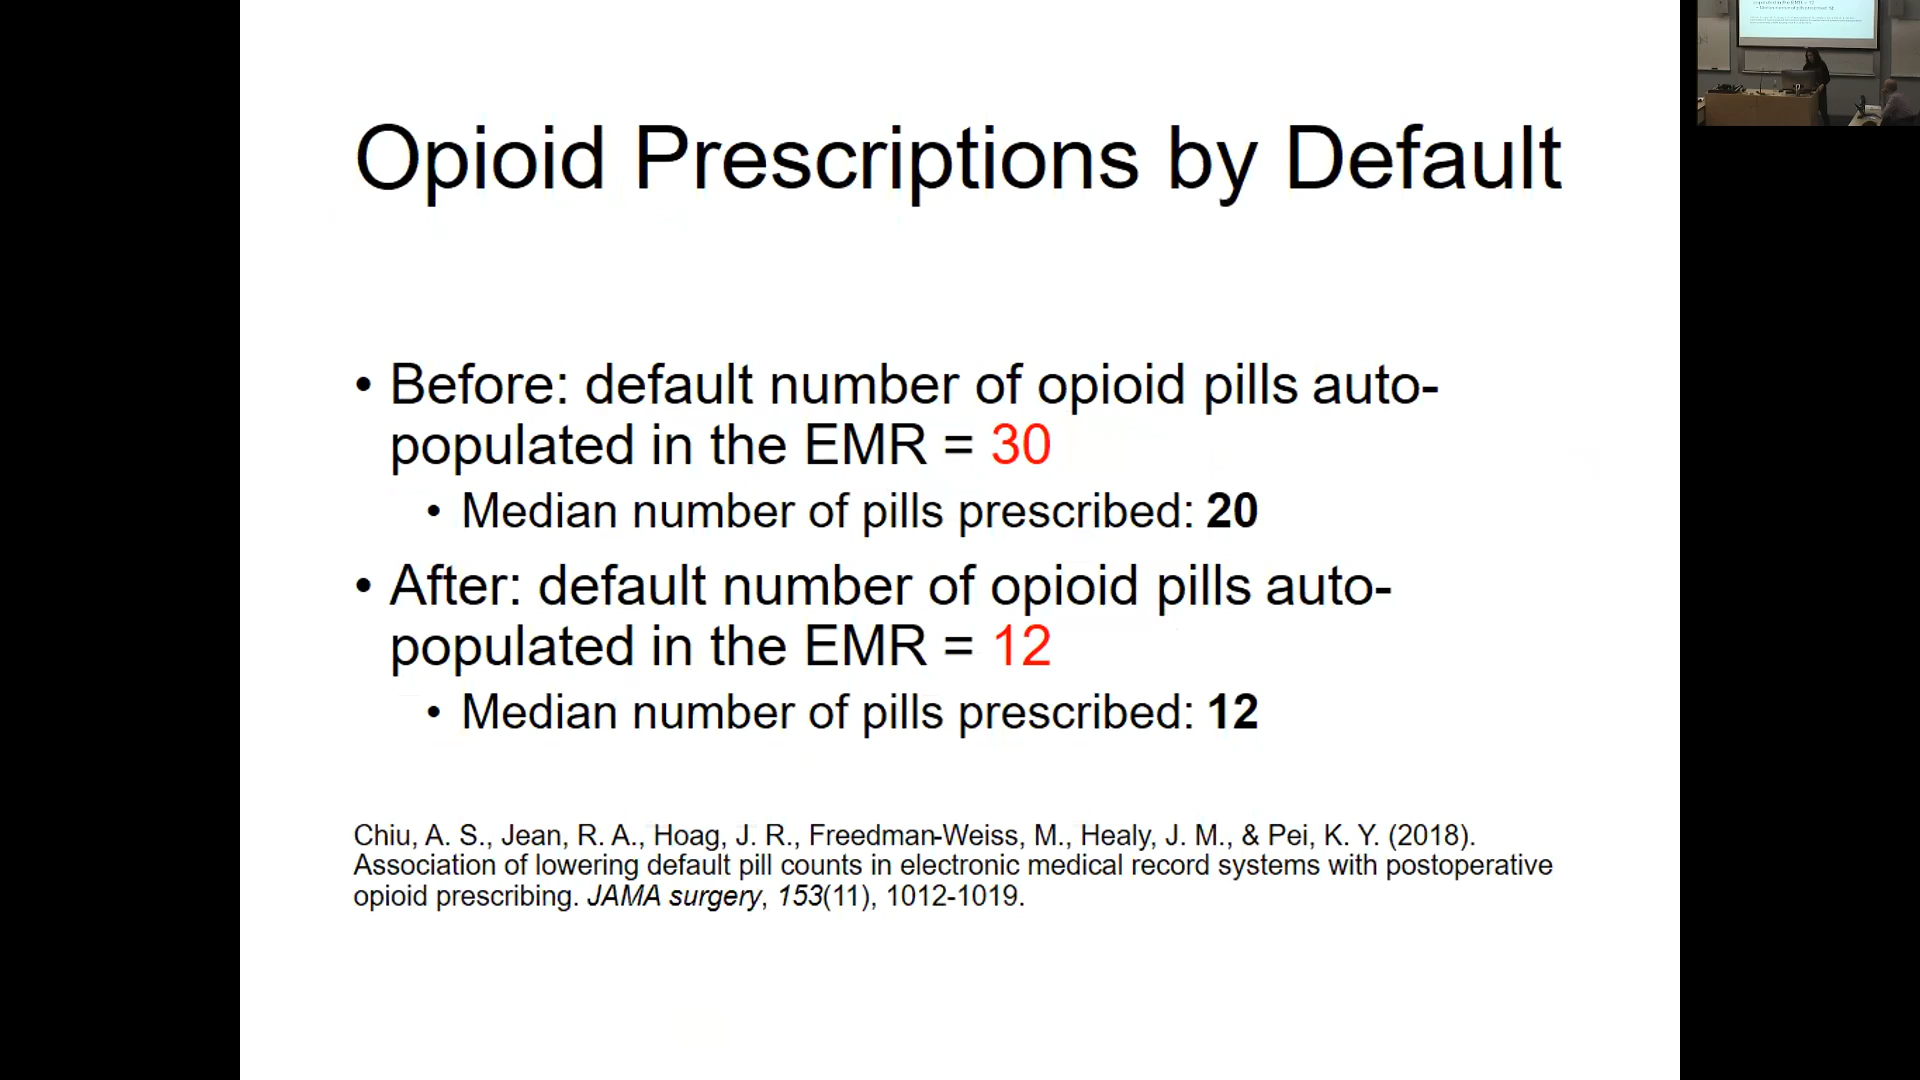 Opioid Prescriptions by Default
• Before: default number of opioid pills auto-
populated in the EMR = 30
• Median number of pills prescribed: 20
• After: default number of opioid pills auto-
populated in the EMR = 12
• Median number of pills prescribed: 12
Chiu, A. S., Jean, R. A., Hoag, J. R., Freedman-Weiss, M., Healy, J. M., & Pei, K. Y. (2018).
Association of lowering default pill counts in electronic medical record systems with postoperative
opioid prescribing. JAMA surgery, 153(11), 1012-1019.